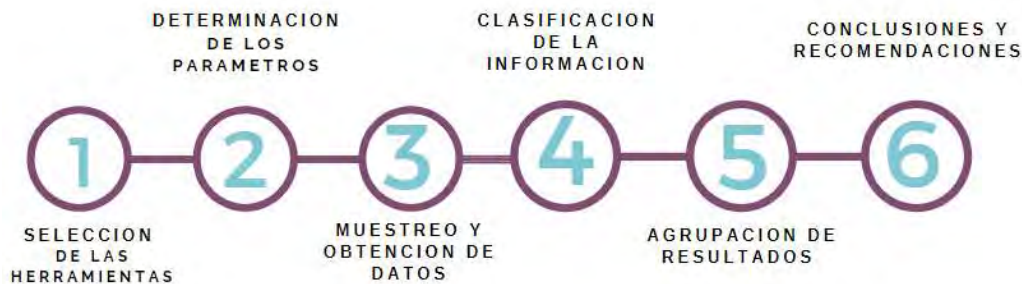 1
SELECCION
DE LAS
HERRAMIENTAS
2
DETERMINACION
DE LOS
PARAMETROS
3
MUESTREO Y
OBTENCION DE
DATOS
4
CLASIFICACION
DE LA
INFORMACION
5
AGRUPACION DE
RESULTADOS
6
CONCLUSIONES Y
RECOMENDACIONES